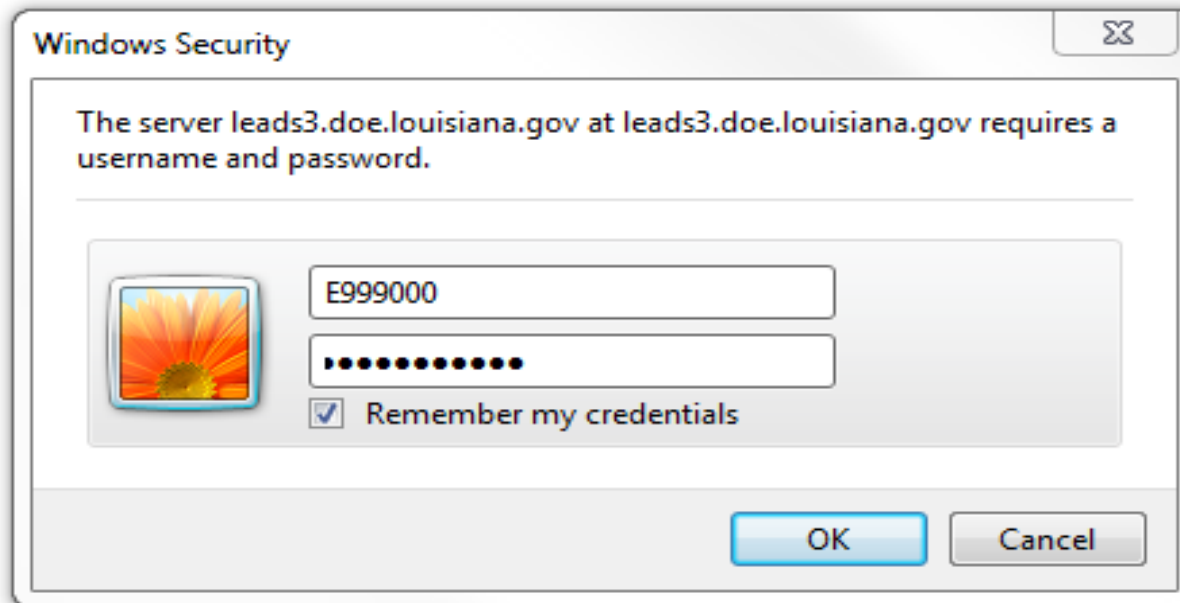 Windows Security
The server leads3.doe.louisiana.gov at leads3.doe.louisiana.gov requires a
username and password.
E999000
●●●●●●●●●●●
Remember my credentials
OK
Cancel